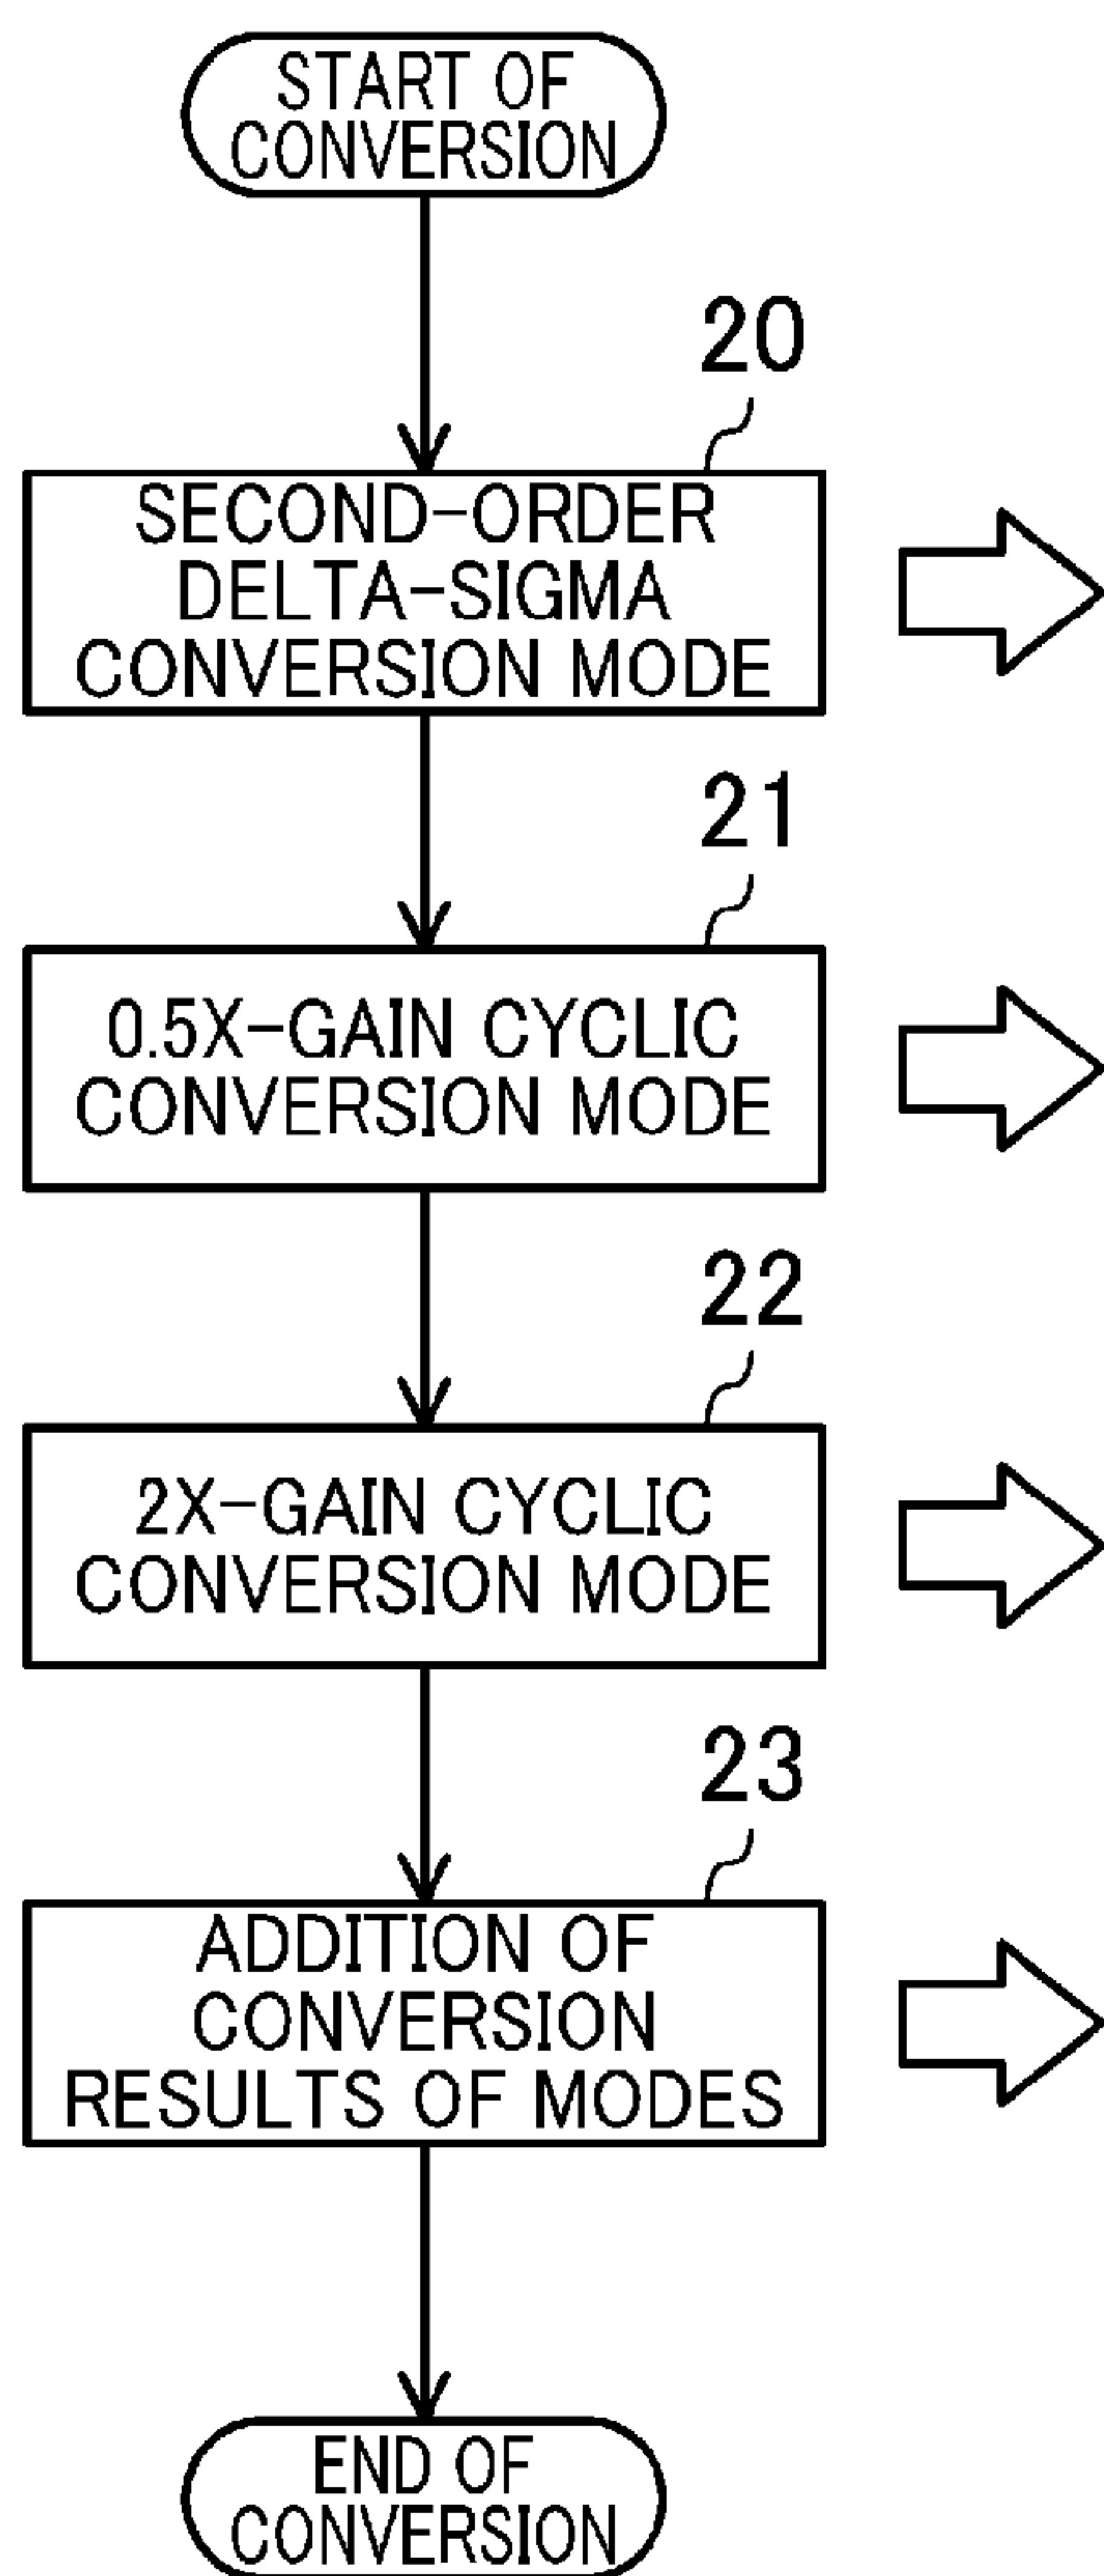 START OF
CONVERSION
20
SECOND-ORDER
DELTA-SIGMA
CONVERSION MODE
21
0.5X-GAIN CYCLIC
CONVERSION MODE
22
2X-GAIN CYCLIC
CONVERSION MODE
23
ADDITION OF
CONVERSION
RESULTS OF MODES
END OF
CONVERSION